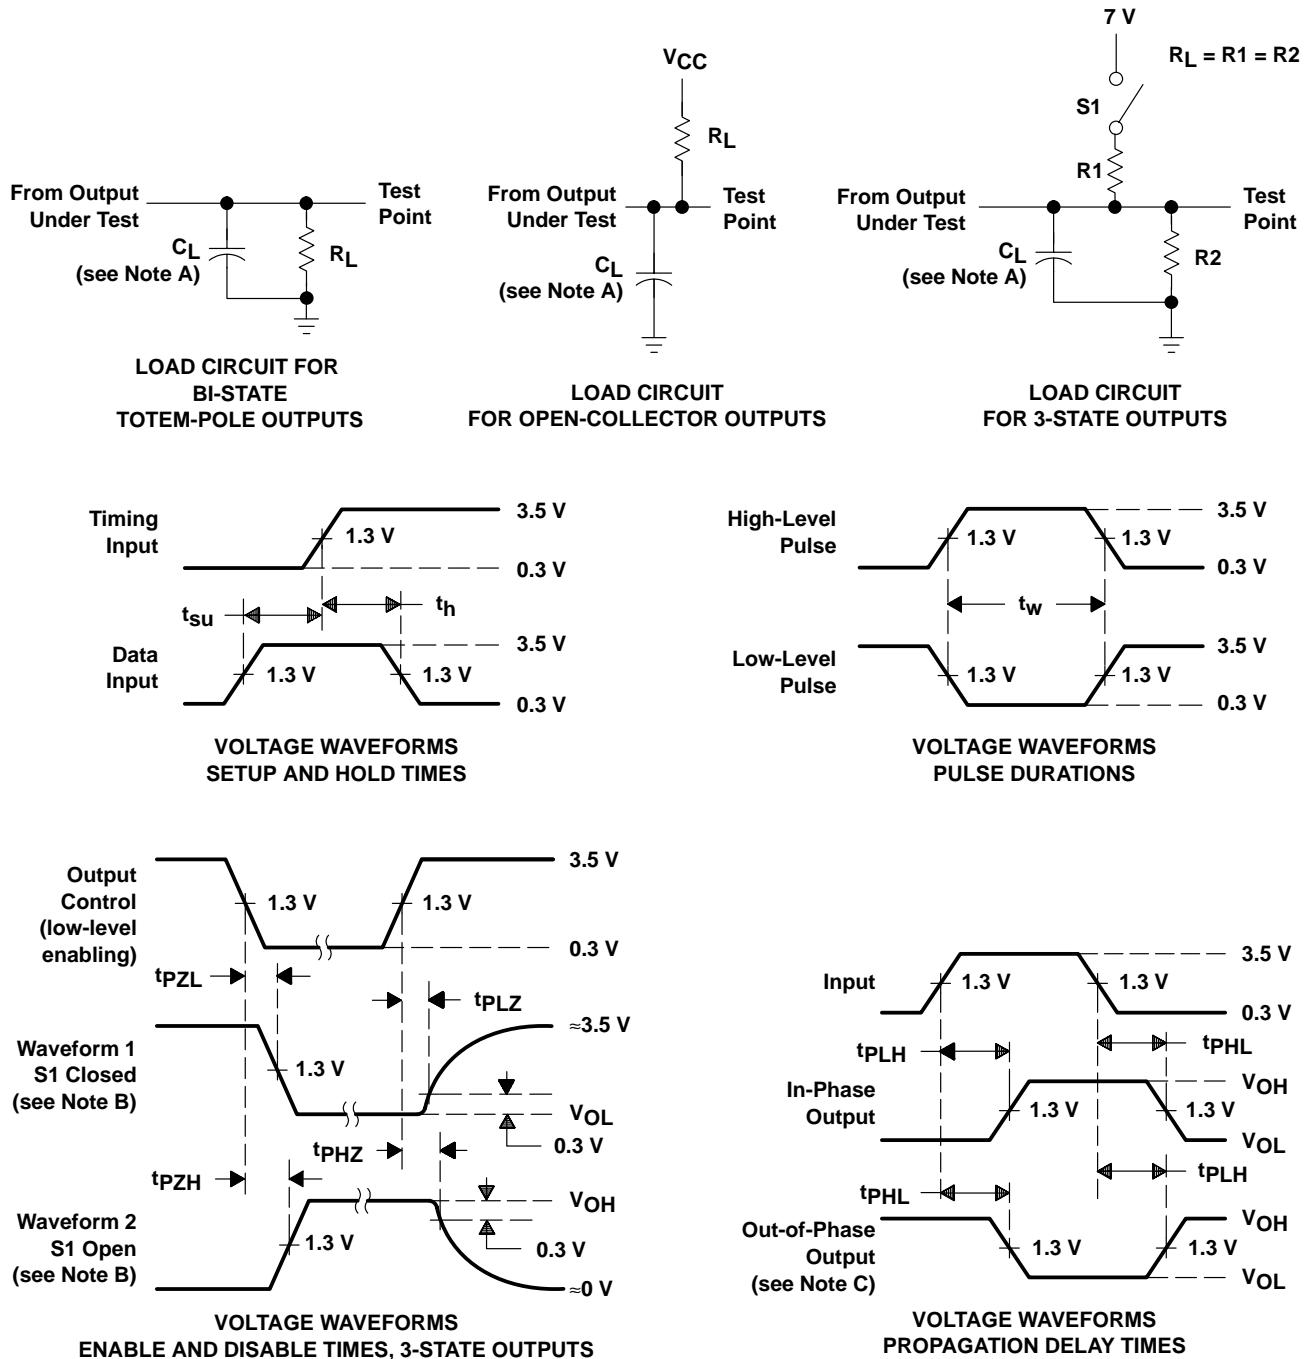 From Output
Under Test
Test
Point
CL
(see Note A)
RL
LOAD CIRCUIT FOR
BI-STATE
TOTEM-POLE OUTPUTS
VCC
RL
From Output
Under Test
Test
Point
CL
(see Note A)
LOAD CIRCUIT
FOR OPEN-COLLECTOR OUTPUTS
7 V
RL = R1 = R2
S1
R1
From Output
Under Test
Test
Point
CL
(see Note A)
R2
LOAD CIRCUIT
FOR 3-STATE OUTPUTS
Timing
Input
1.3 V
3.5 V
0.3 V
tsu
th
Data
Input
1.3 V
1.3 V
3.5 V
0.3 V
VOLTAGE WAVEFORMS
SETUP AND HOLD TIMES
High-Level
Pulse
1.3 V
1.3 V
3.5 V
0.3 V
tw
Low-Level
Pulse
1.3 V
1.3 V
3.5 V
0.3 V
VOLTAGE WAVEFORMS
PULSE DURATIONS
Output
Control
(low-level
enabling)
1.3 V
1.3 V
3.5 V
0.3 V
tPZL
tPLZ
Waveform 1
S1 Closed
(see Note B)
1.3 V
≈3.5 V
VOL
0.3 V
tPHZ
tPZH
Waveform 2
S1 Open
(see Note B)
1.3 V
VOH
0.3 V
≈0 V
VOLTAGE WAVEFORMS
ENABLE AND DISABLE TIMES, 3-STATE OUTPUTS
Input
1.3 V
1.3 V
3.5 V
0.3 V
tPLH
tPHL
In-Phase
Output
1.3 V
1.3 V
VOH
VOL
tPHL
tPLH
Out-of-Phase
Output
(see Note C)
1.3 V
1.3 V
VOH
VOL
VOLTAGE WAVEFORMS
PROPAGATION DELAY TIMES